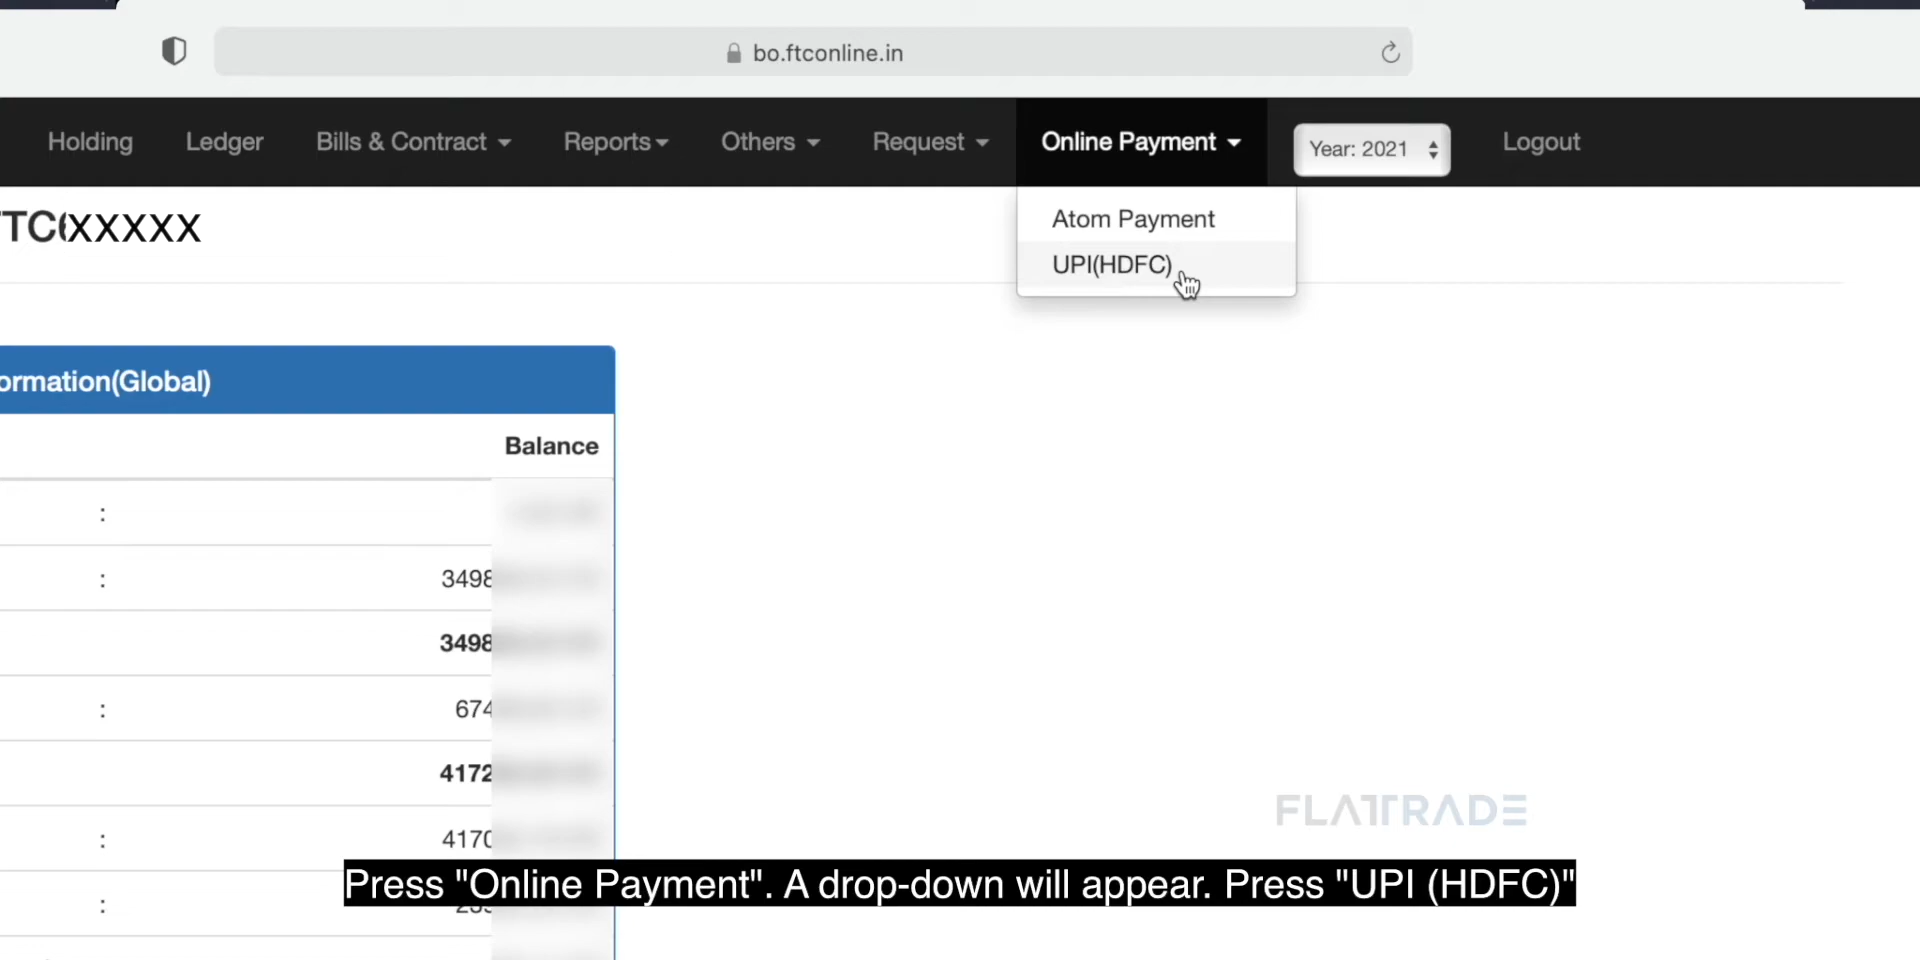 bo.ftconline.in
Holding Ledger Bills & Contract Reports Others Request Online Payment Year: 2021 Logout
Atom Payment
UPI(HDFC)
XXXXX
ormation(Global)
Balance
:
: 3498
3498
: 674
4172
: 4170
:
FLATTRADE
Press "Online Payment". A drop-down will appear. Press "UPI (HDFC)"